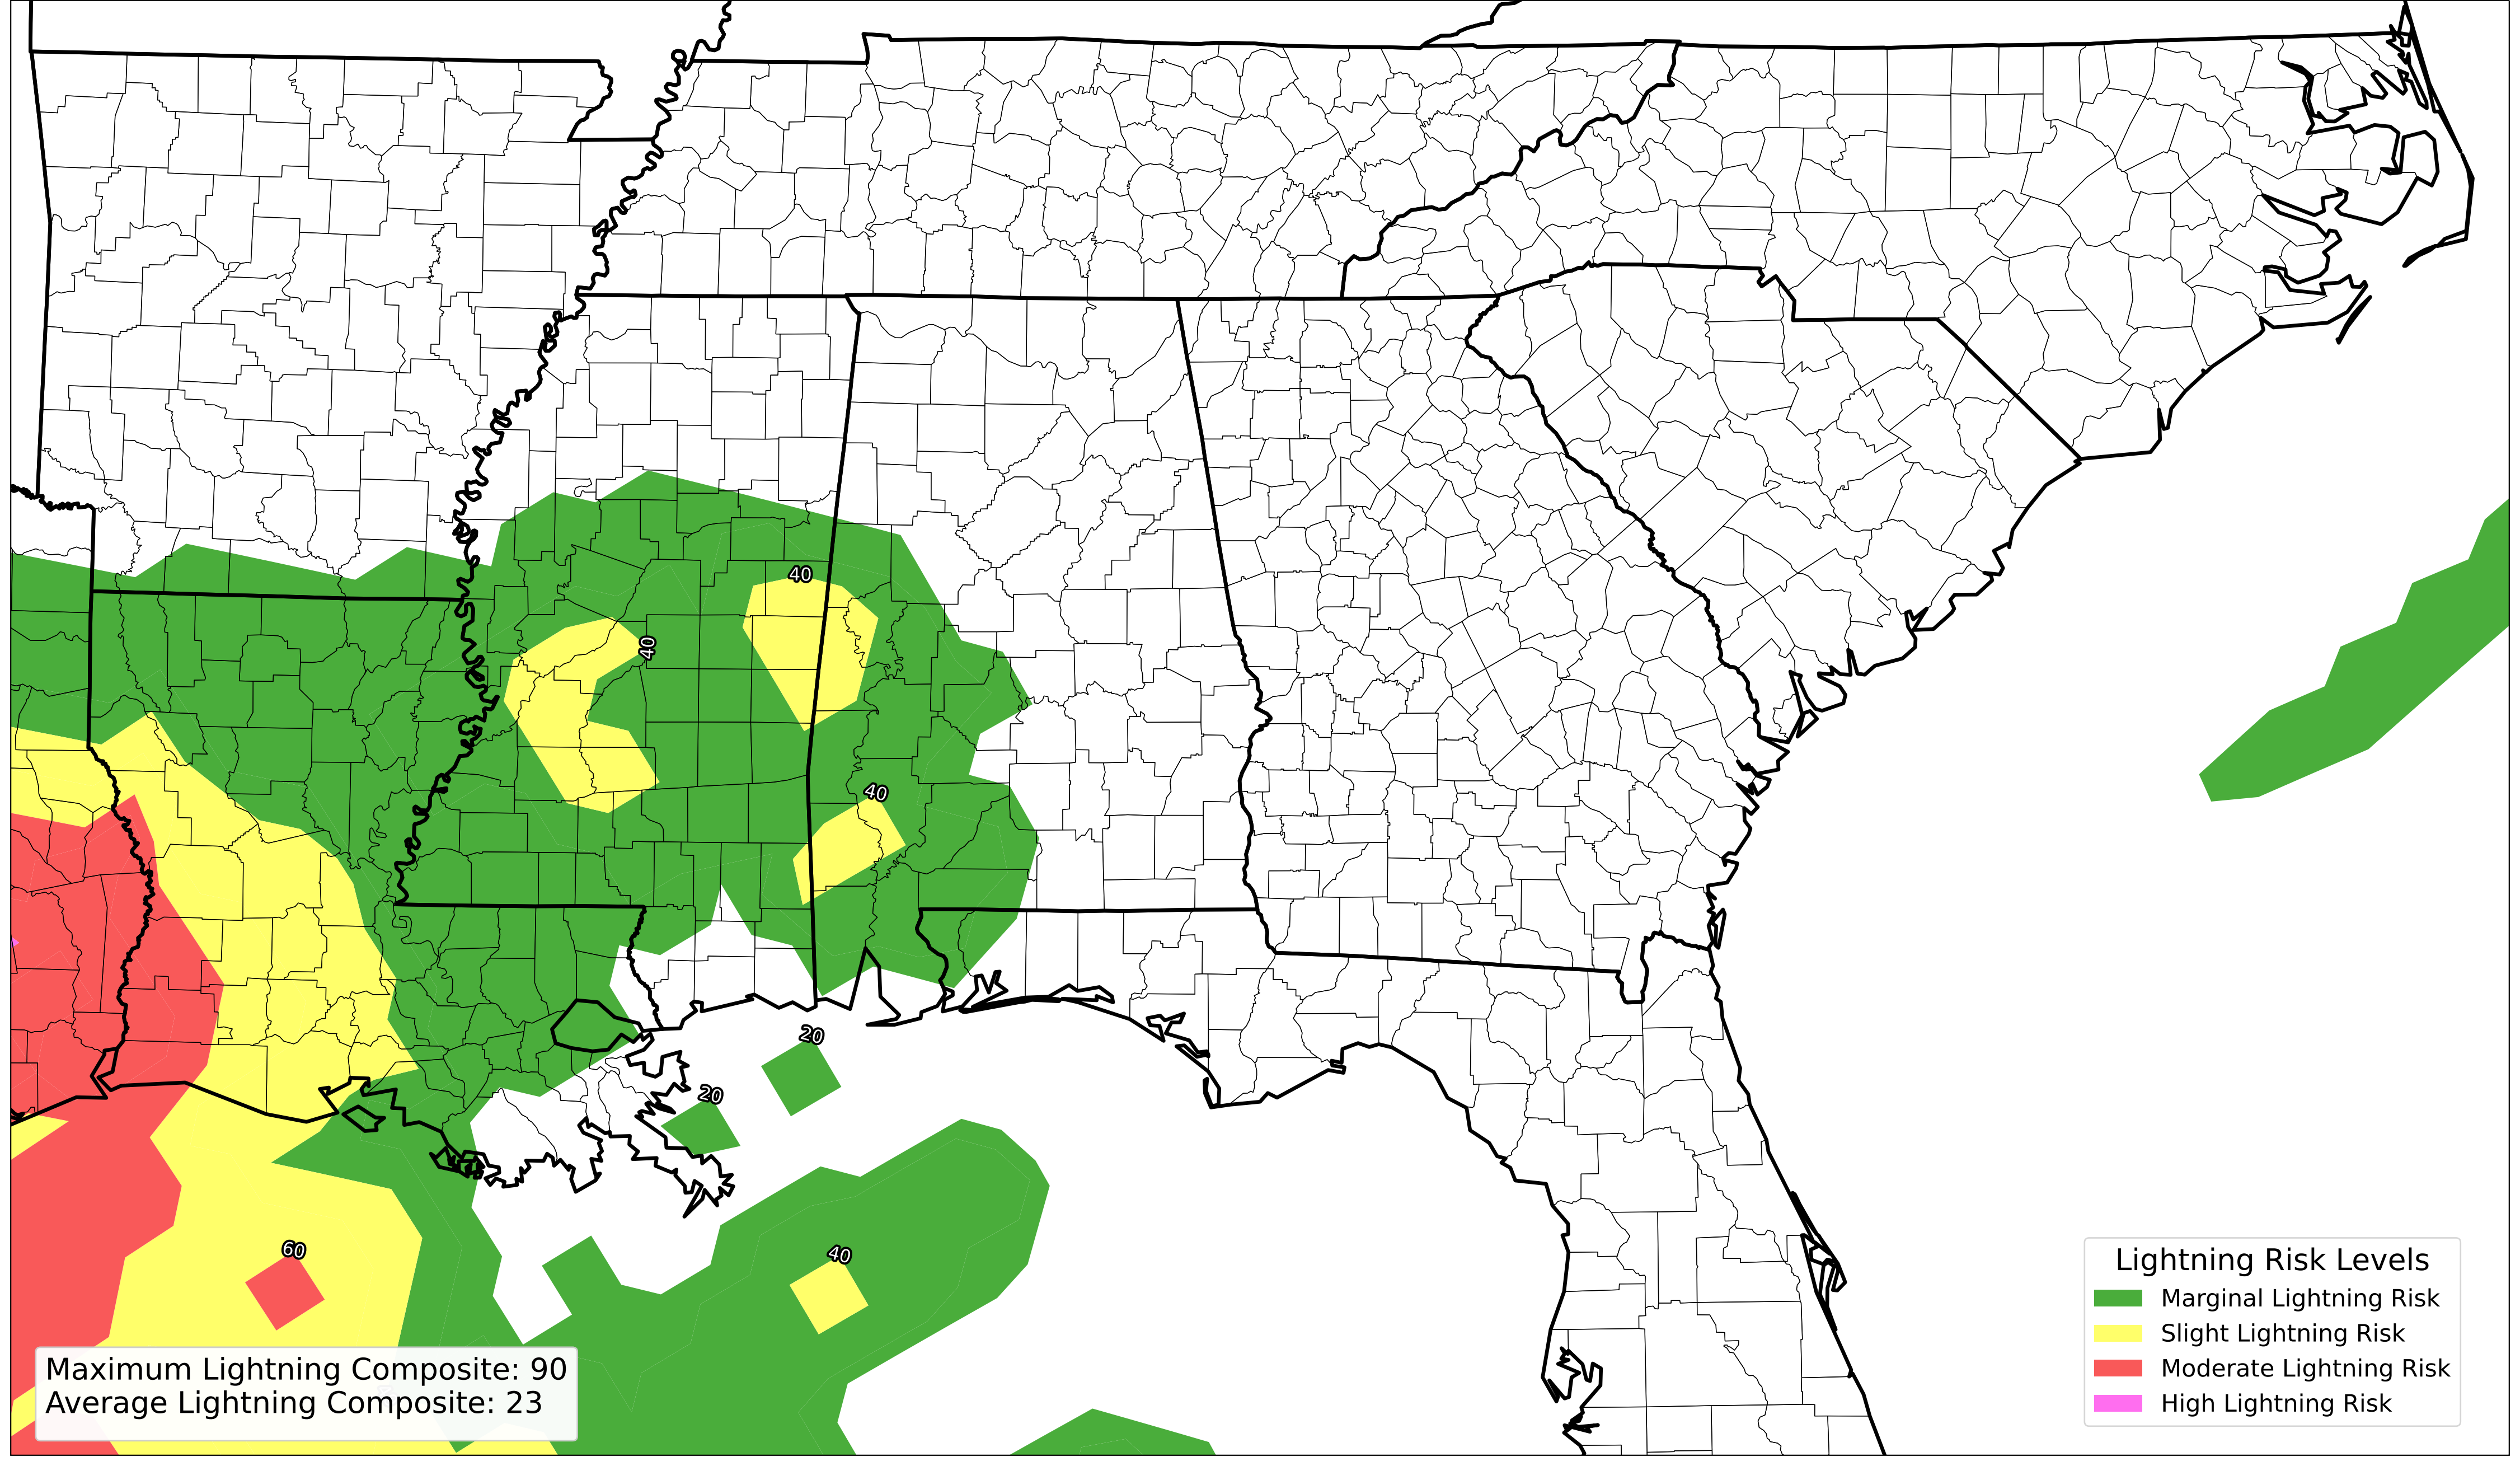 40
40
40
20
20
60
40
Maximum Lightning Composite: 90
Average Lightning Composite: 23
Lightning Risk Levels
Marginal Lightning Risk
Slight Lightning Risk
Moderate Lightning Risk
High Lightning Risk